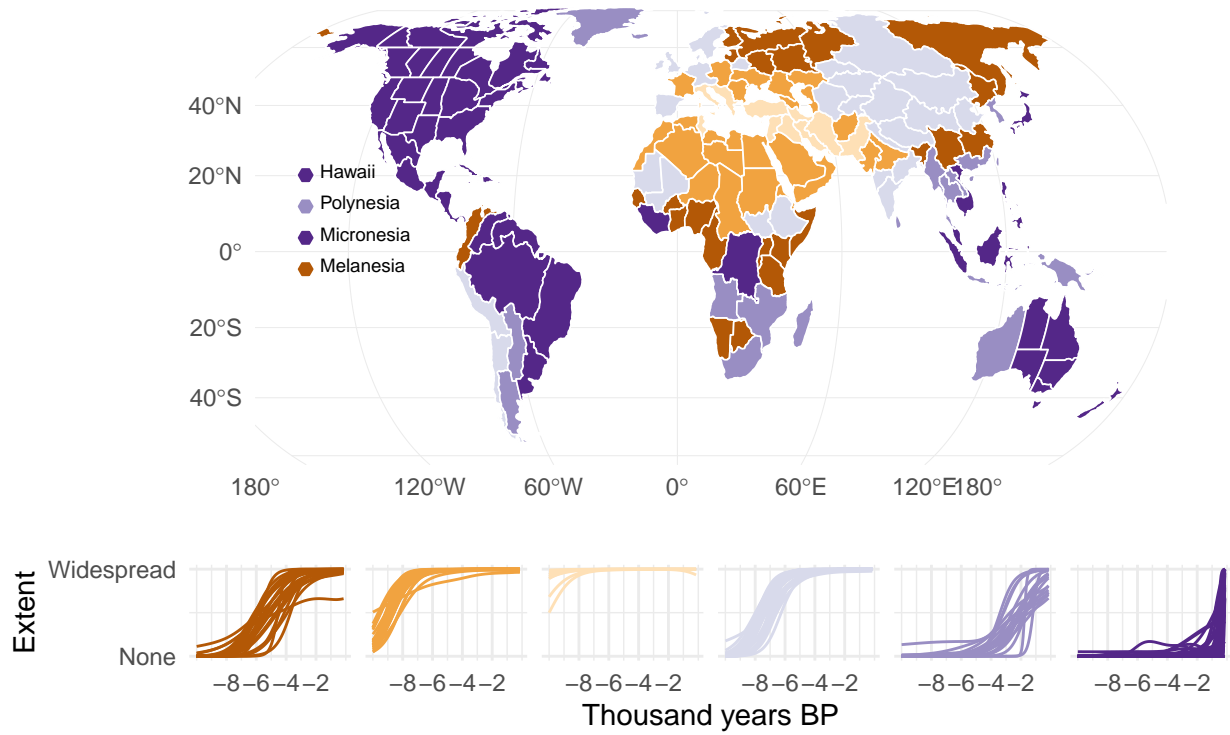 40°N
20°N
0°
20°S
40°S
Hawaii
Polynesia
Micronesia
Melanesia
180° 120°W 60°W 0° 60°E 120°E180°
Extent
Widespread
None
−8−6−4−2 −8−6−4−2 −8−6−4−2 −8−6−4−2 −8−6−4−2 −8−6−4−2
Thousand years BP